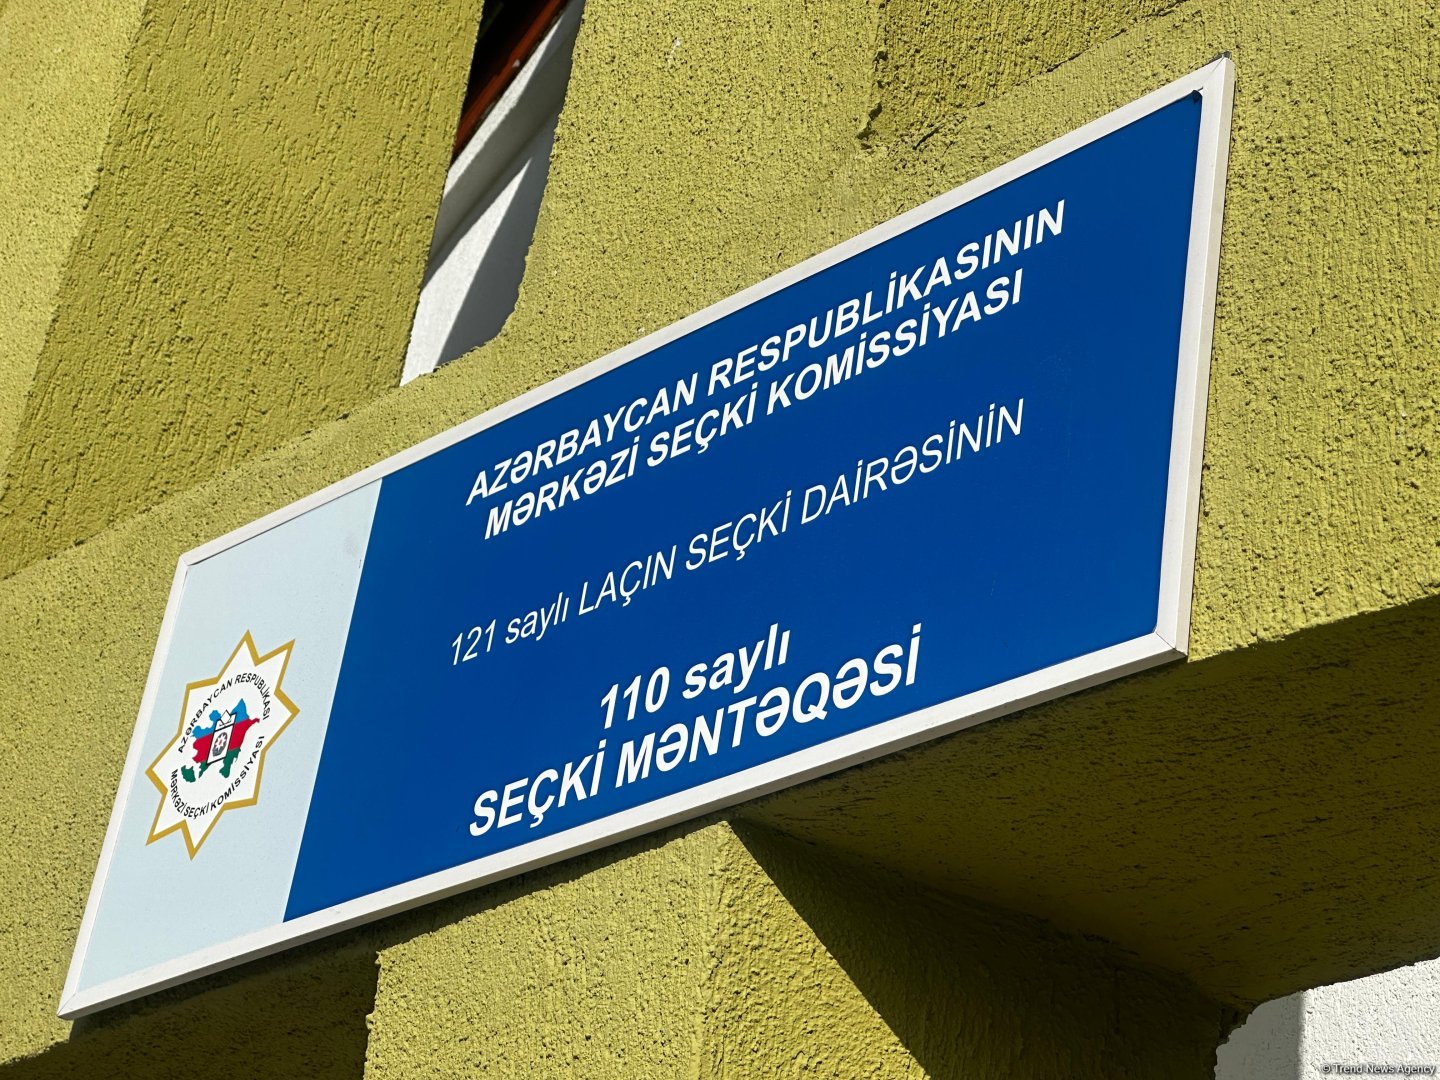 AZƏRBAYCAN RESPUBLİKASININ
MƏRKƏZİ SEÇKİ KOMİSSİYASI
121 saylı LAÇIN SEÇKİ DAİRƏSİNİN
110 saylı
SEÇKİ MƏNTƏQƏSİ
AZƏRBAYCAN RESPUBLİKASI
MƏRKƏZİ SEÇKİ KOMİSSİYASI
© Trend News Agency